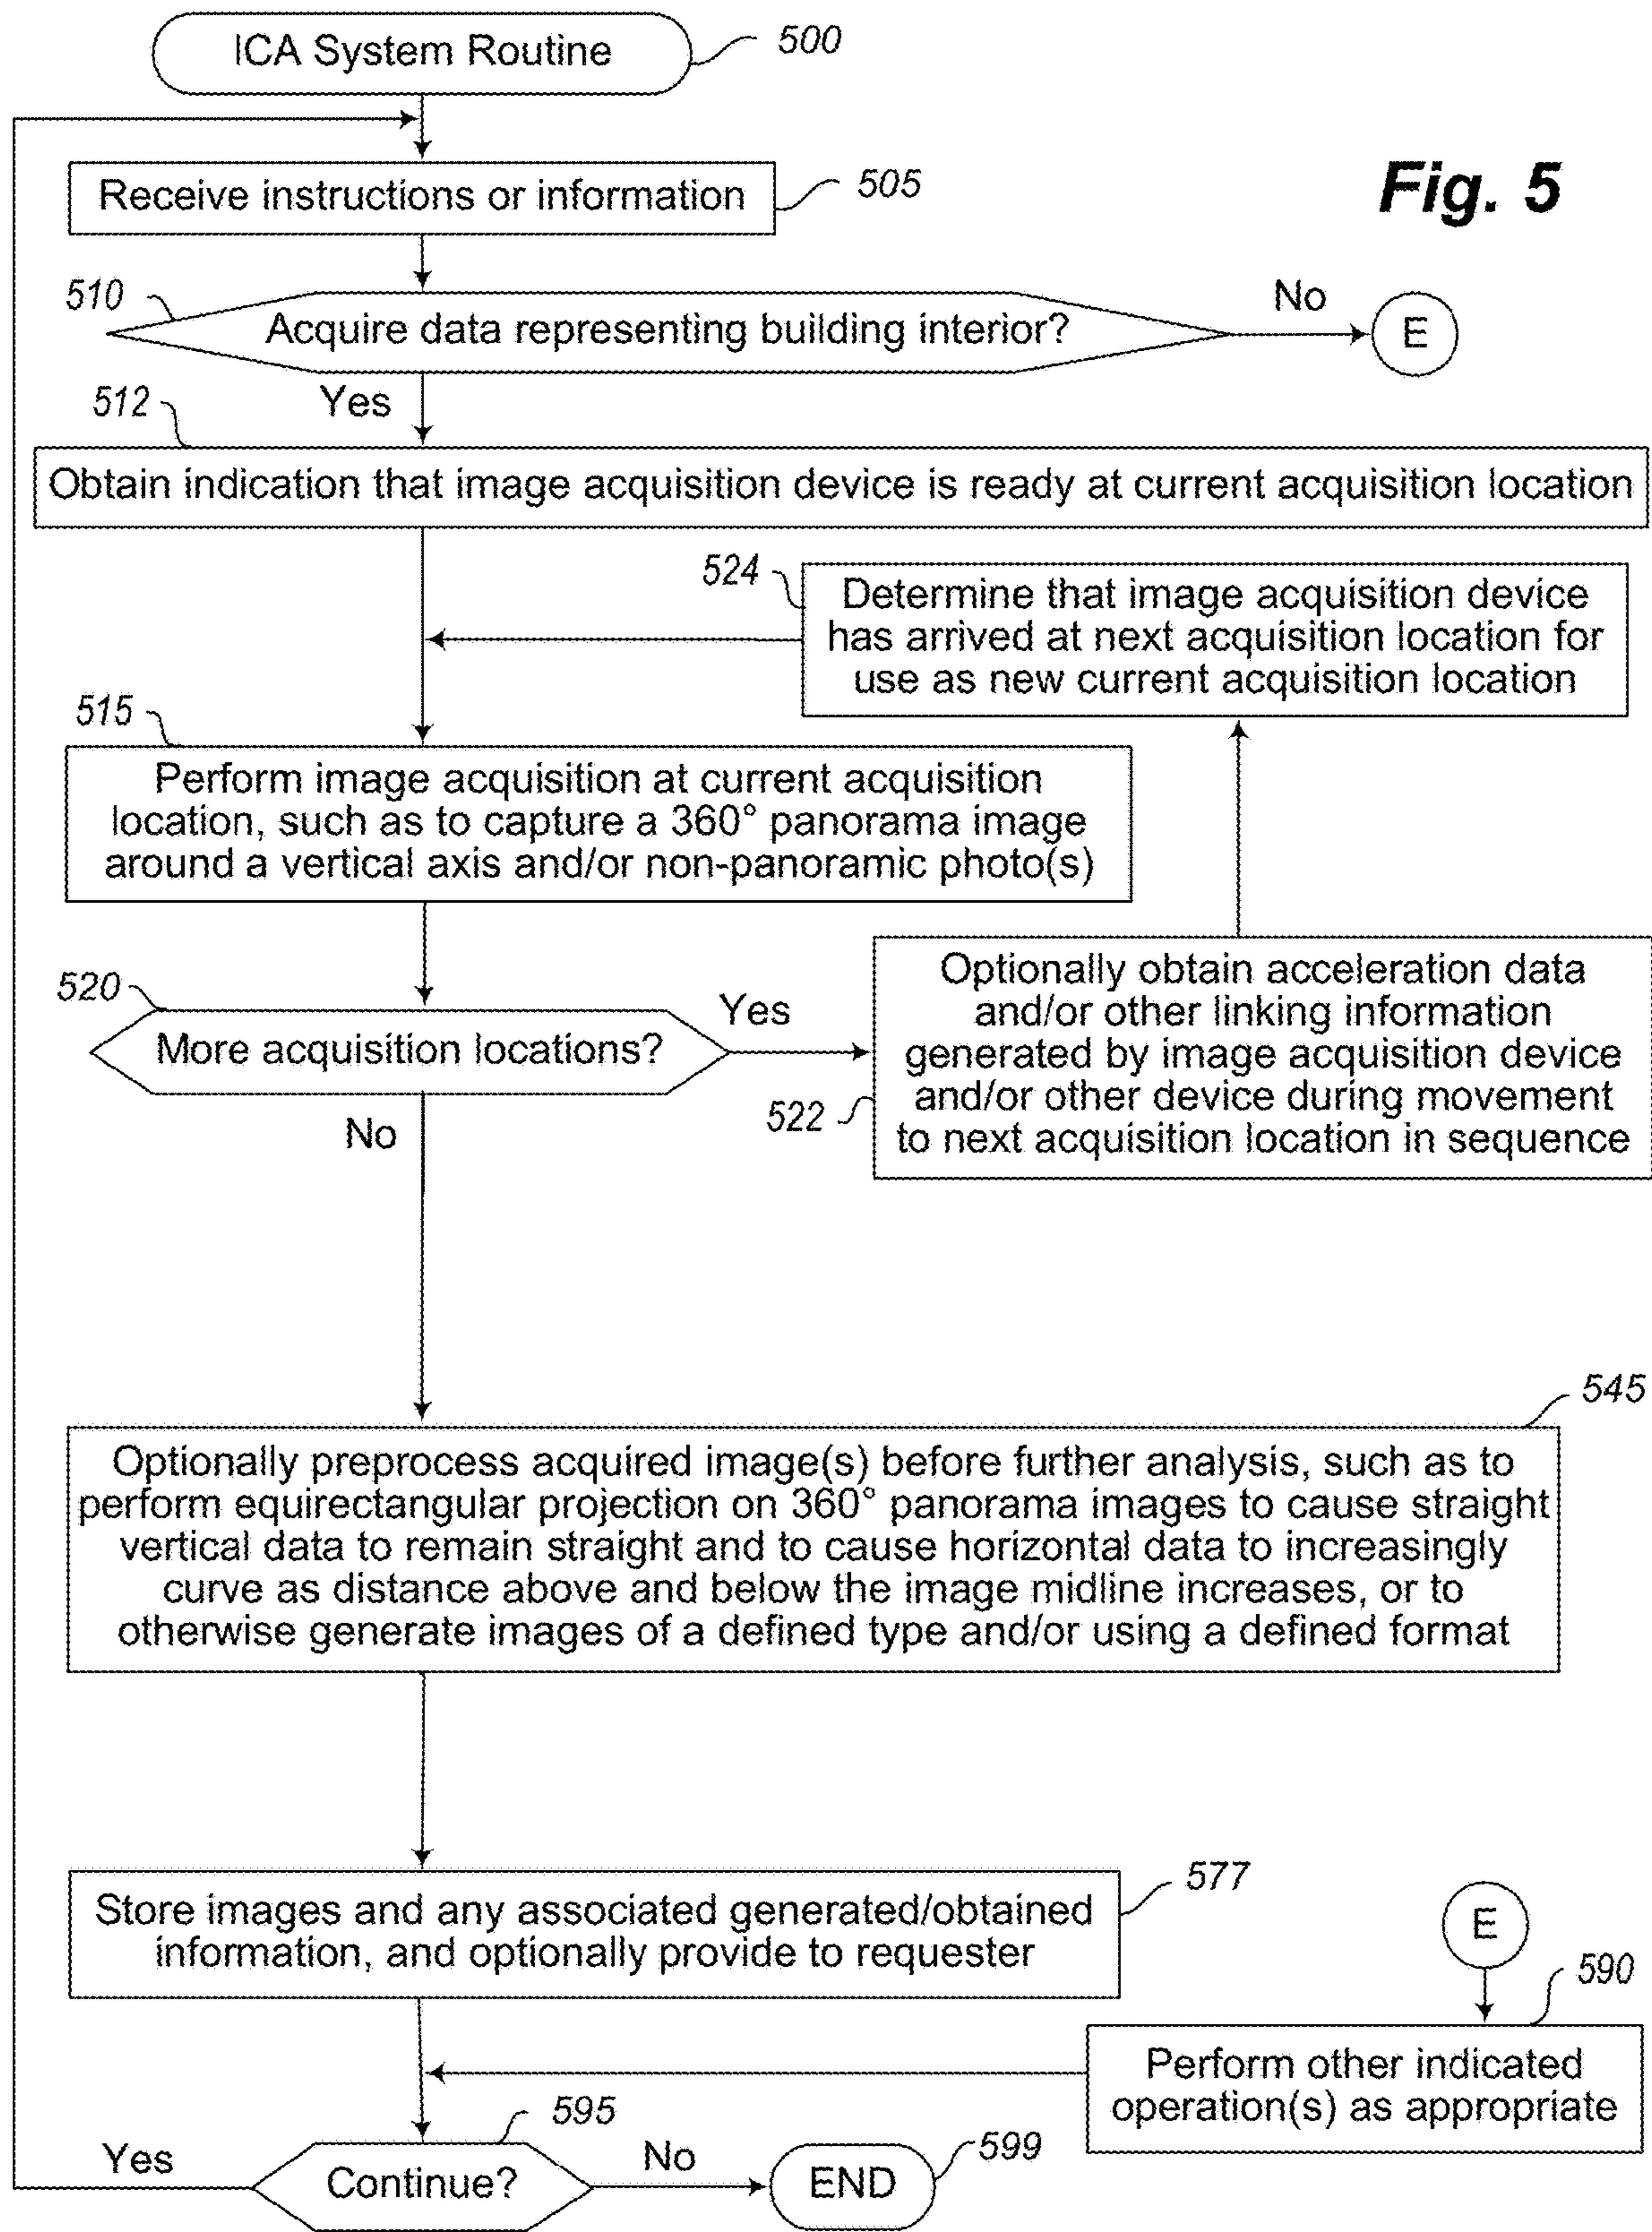 ICA System Routine
500
Receive instructions or information
505
Fig. 5
510
Acquire data representing building interior?
No
E
Yes
512
Obtain indication that image acquisition device is ready at current acquisition location
524
Determine that image acquisition device
has arrived at next acquisition location for
use as new current acquisition location
515
Perform image acquisition at current acquisition
location, such as to capture a 360° panorama image
around a vertical axis and/or non-panoramic photo(s)
520
More acquisition locations?
Yes
No
522
Optionally obtain acceleration data
and/or other linking information
generated by image acquisition device
and/or other device during movement
to next acquisition location in sequence
545
Optionally preprocess acquired image(s) before further analysis, such as to
perform equirectangular projection on 360° panorama images to cause straight
vertical data to remain straight and to cause horizontal data to increasingly
curve as distance above and below the image midline increases, or to
otherwise generate images of a defined type and/or using a defined format
577
Store images and any associated generated/obtained
information, and optionally provide to requester
E
590
Perform other indicated
operation(s) as appropriate
595
Continue?
Yes
No
END
599